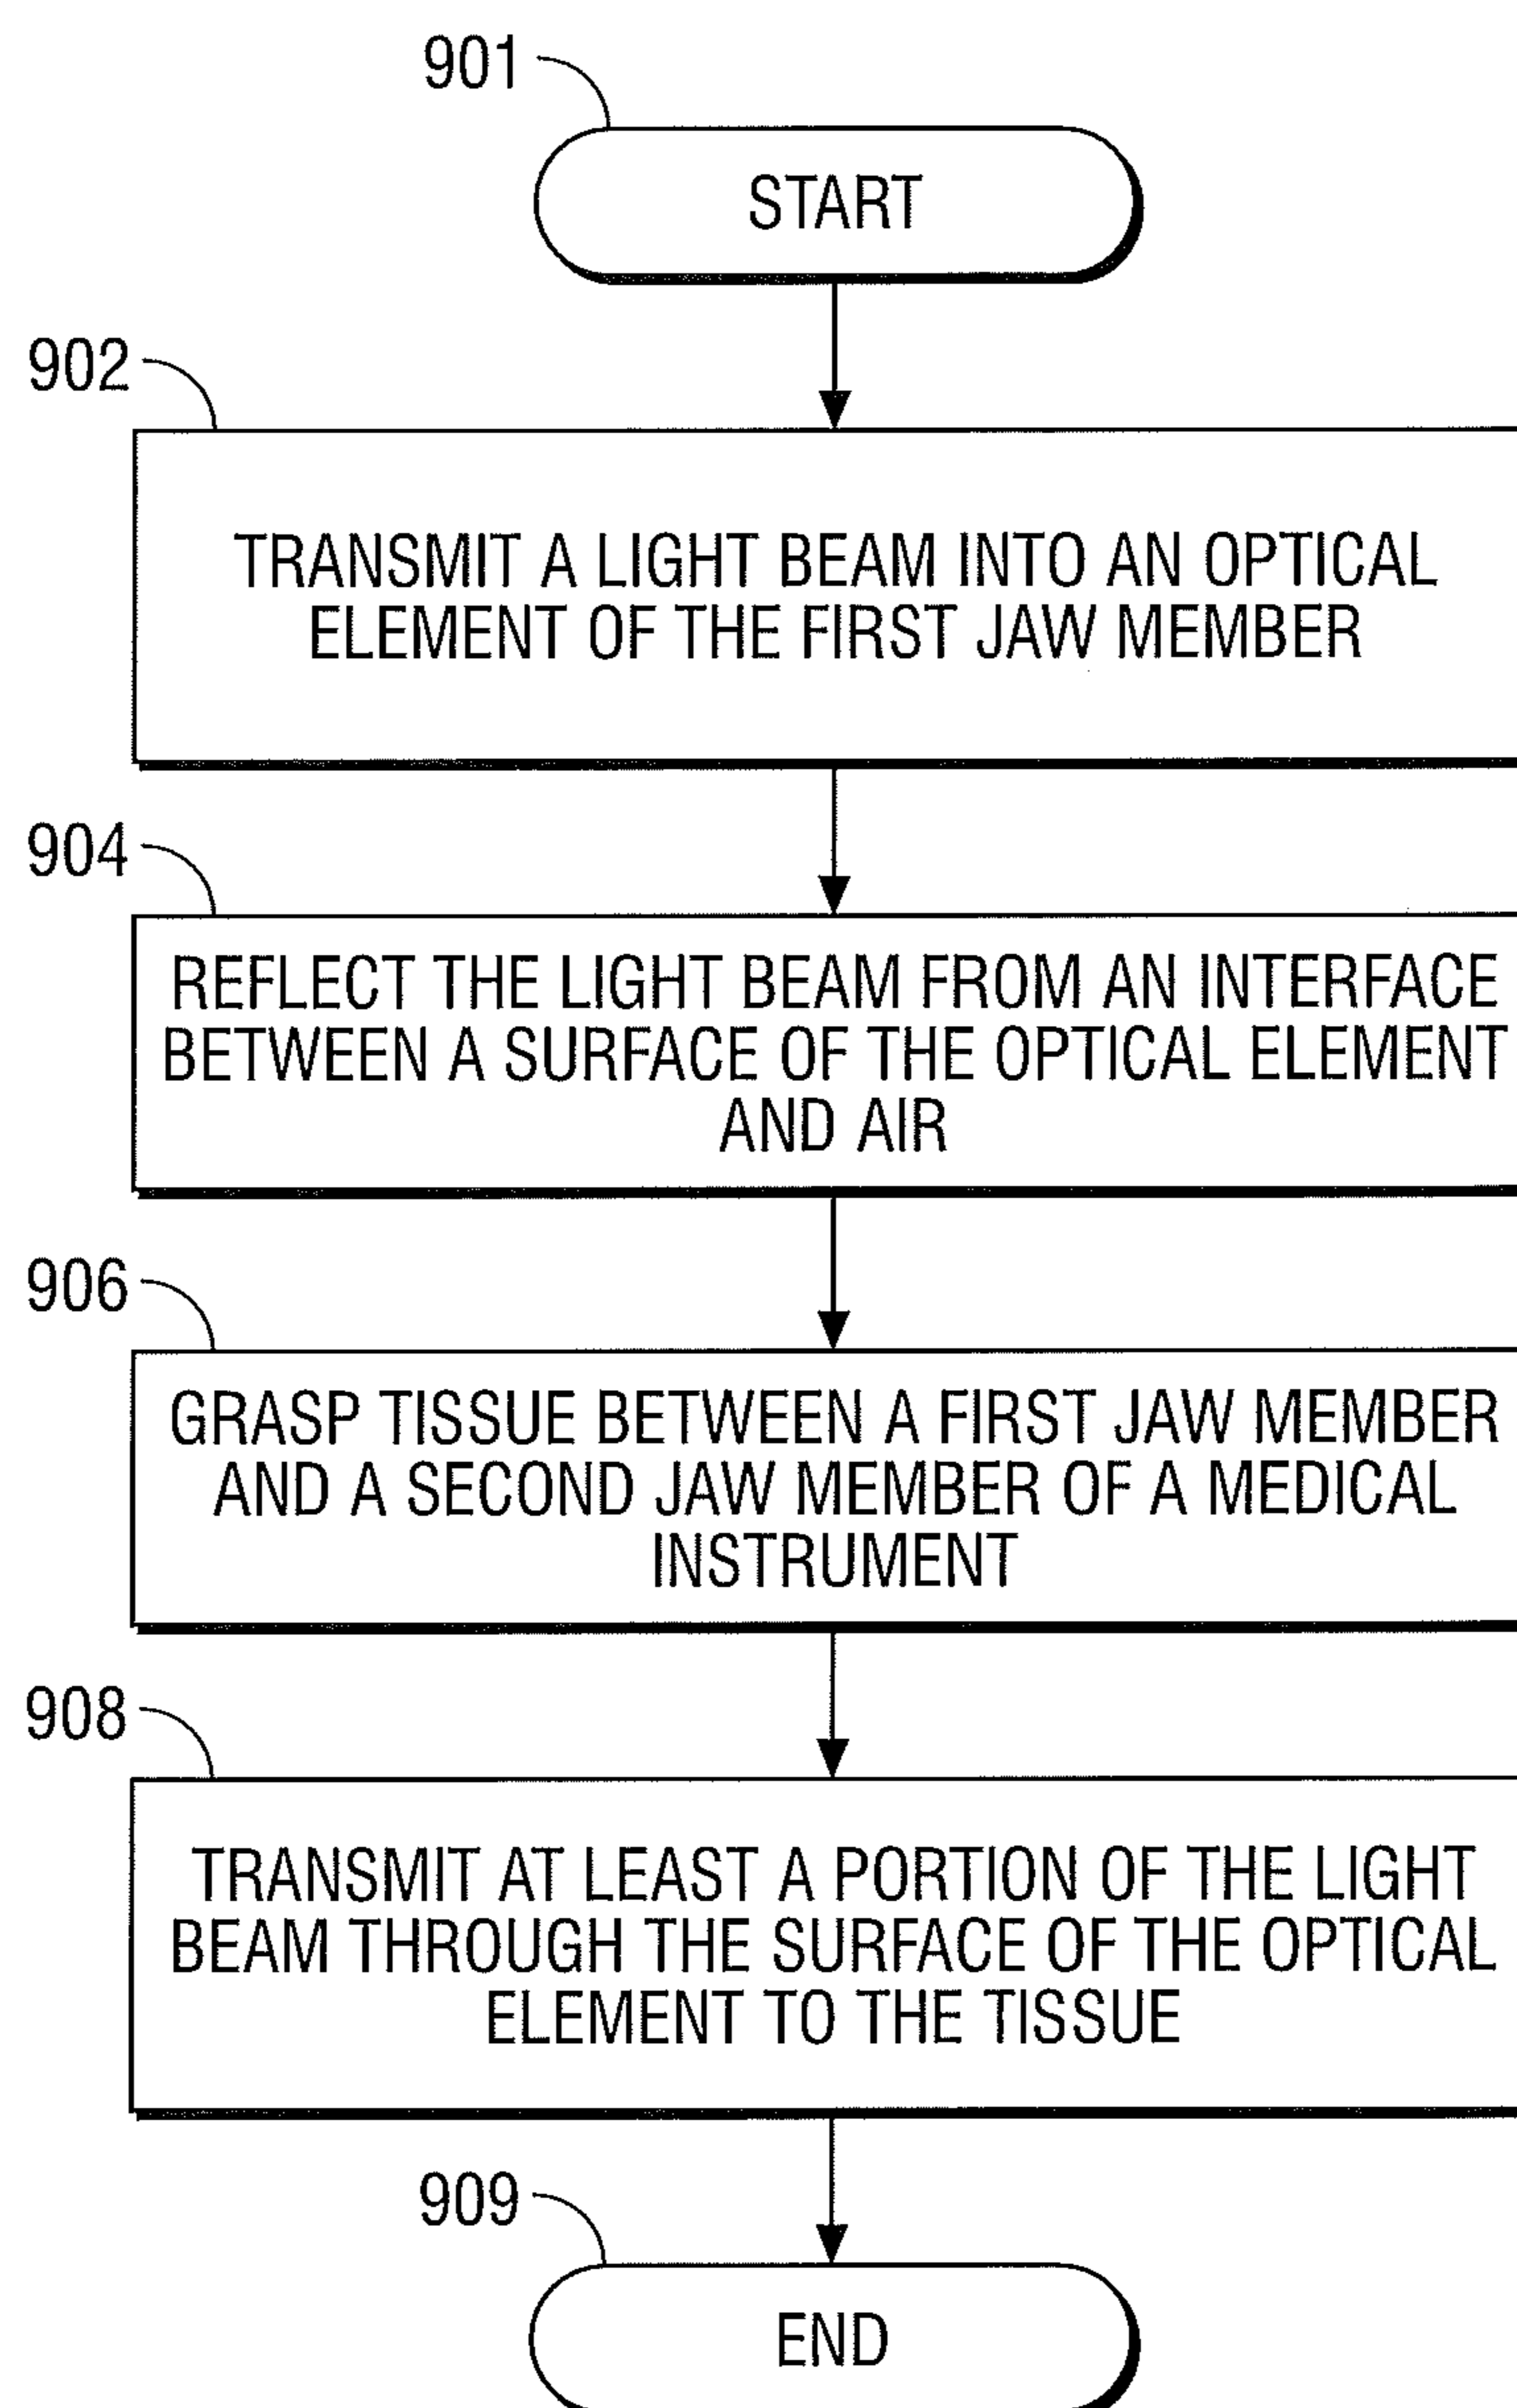 901
START
902
TRANSMIT A LIGHT BEAM INTO AN OPTICAL
ELEMENT OF THE FIRST JAW MEMBER
904
REFLECT THE LIGHT BEAM FROM AN INTERFACE
BETWEEN A SURFACE OF THE OPTICAL ELEMENT
AND AIR
906
GRASP TISSUE BETWEEN A FIRST JAW MEMBER
AND A SECOND JAW MEMBER OF A MEDICAL
INSTRUMENT
908
TRANSMIT AT LEAST A PORTION OF THE LIGHT
BEAM THROUGH THE SURFACE OF THE OPTICAL
ELEMENT TO THE TISSUE
909
END